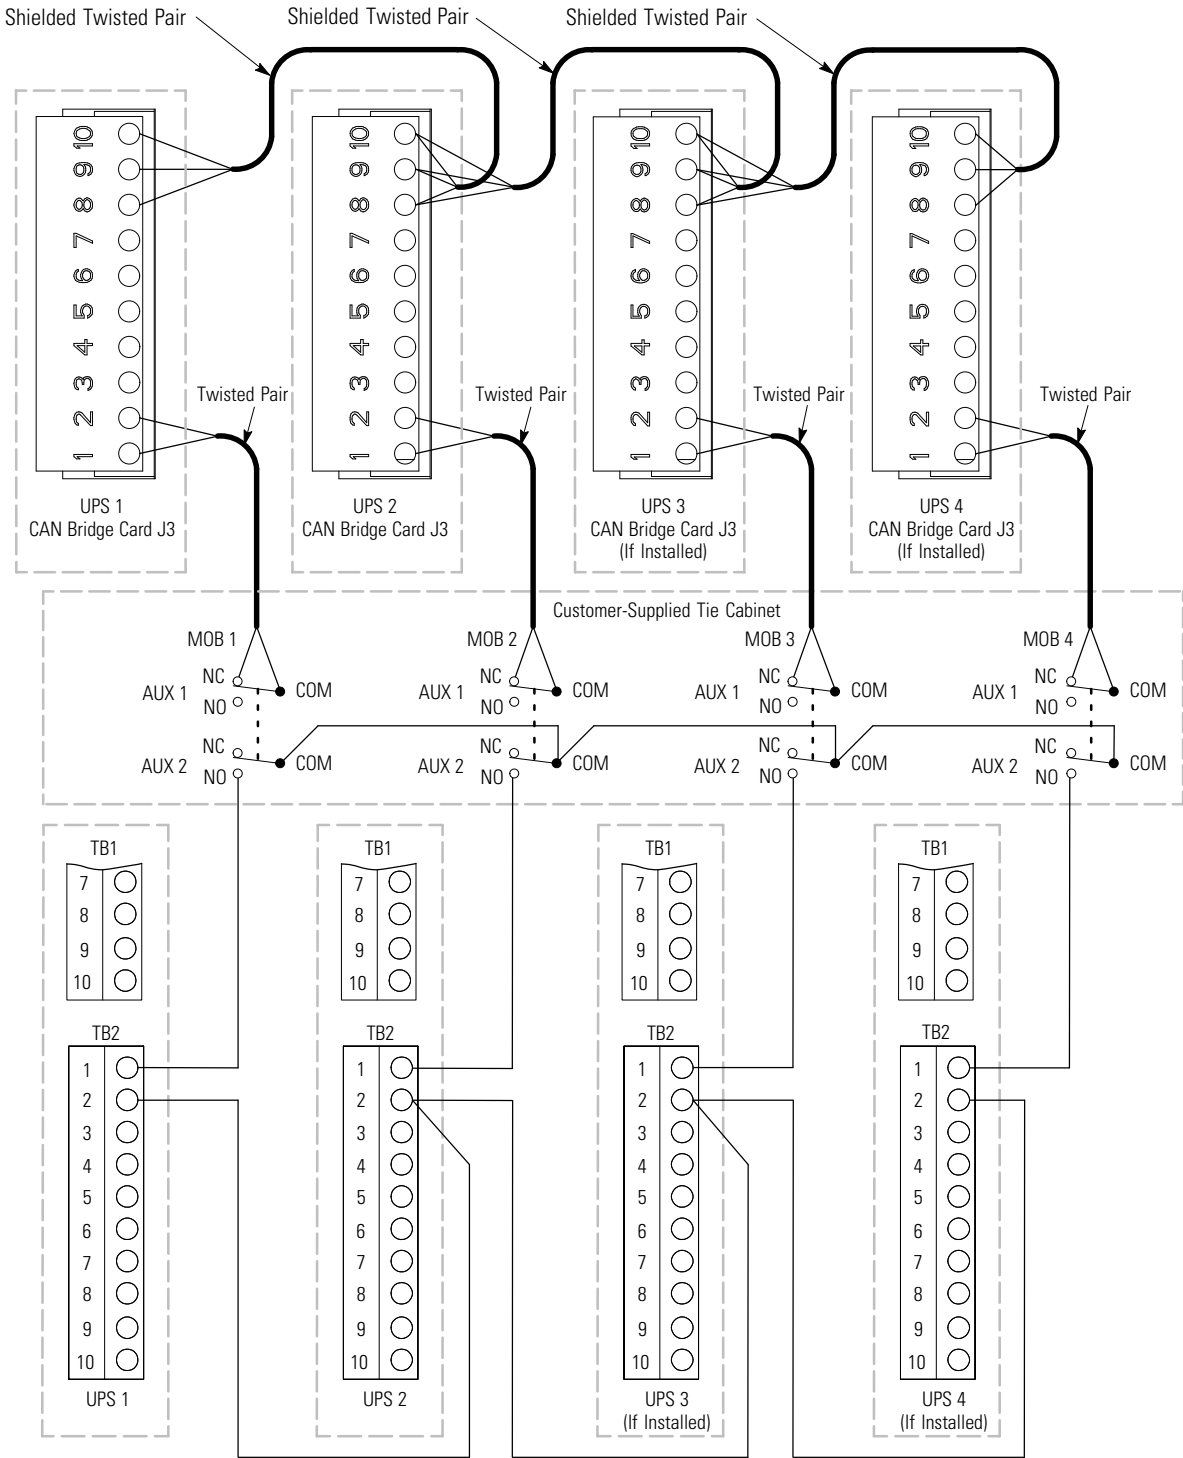 Shielded Twisted Pair
Shielded Twisted Pair
Shielded Twisted Pair
10
9
8
7
6
5
4
3
2
1
Twisted Pair
UPS 1
CAN Bridge Card J3
10
9
8
7
6
5
4
3
2
1
Twisted Pair
UPS 2
CAN Bridge Card J3
10
9
8
7
6
5
4
3
2
1
Twisted Pair
UPS 3
CAN Bridge Card J3
(If Installed)
10
9
8
7
6
5
4
3
2
1
Twisted Pair
UPS 4
CAN Bridge Card J3
(If Installed)
Customer-Supplied Tie Cabinet
MOB 1
NC
AUX 1
COM
NO
NC
AUX 2
COM
NO
MOB 2
NC
AUX 1
COM
NO
NC
AUX 2
COM
NO
MOB 3
NC
AUX 1
COM
NO
NC
AUX 2
COM
NO
MOB 4
NC
AUX 1
COM
NO
NC
AUX 2
COM
NO
TB1
7
8
9
10
TB2
1
2
3
4
5
6
7
8
9
10
UPS 1
TB1
7
8
9
10
TB2
1
2
3
4
5
6
7
8
9
10
UPS 2
TB1
7
8
9
10
TB2
1
2
3
4
5
6
7
8
9
10
UPS 3
(If Installed)
TB1
7
8
9
10
TB2
1
2
3
4
5
6
7
8
9
10
UPS 4
(If Installed)